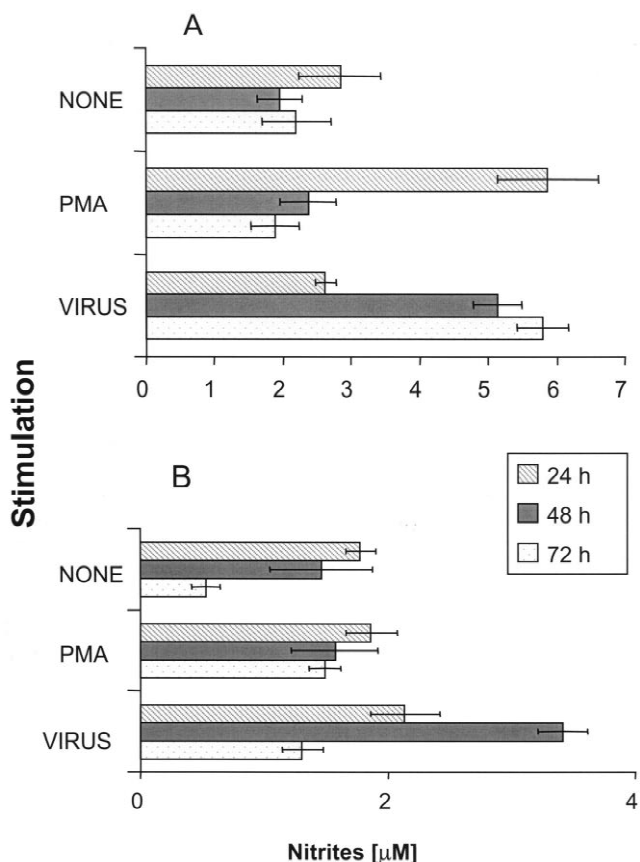 A
NONE
PMA
VIRUS
0 1 2 3 4 5 6 7
Stimulation
24 h
48 h
72 h
B
NONE
PMA
VIRUS
0 2 4
Nitrites [µM]